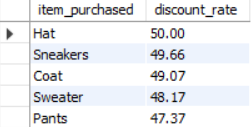 item_purchased discount_rate
Hat 50.00
Sneakers 49.66
Coat 49.07
Sweater 48.17
Pants 47.37